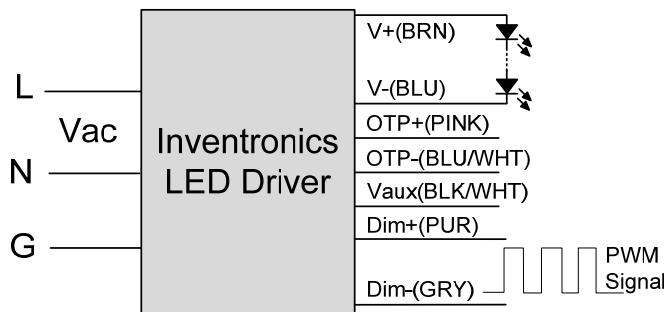 L
Vac
N
G
Inventronics
LED Driver
V+(BRN)
V-(BLU)
OTP+(PINK)
OTP-(BLU/WHT)
Vaux(BLK/WHT)
Dim+(PUR)
Dim-(GRY)
PWM
Signal